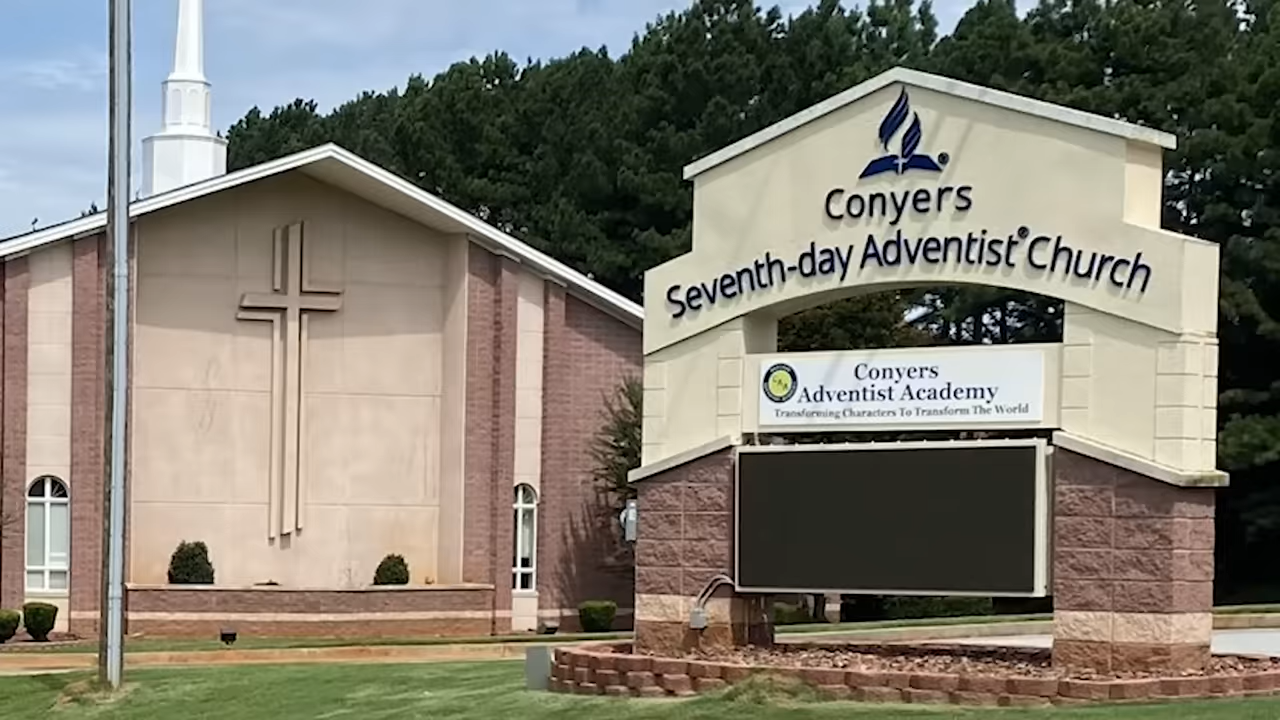 Conyers
Seventh-day Adventist® Church
Conyers
Adventist Academy
Transforming Characters To Transform The World